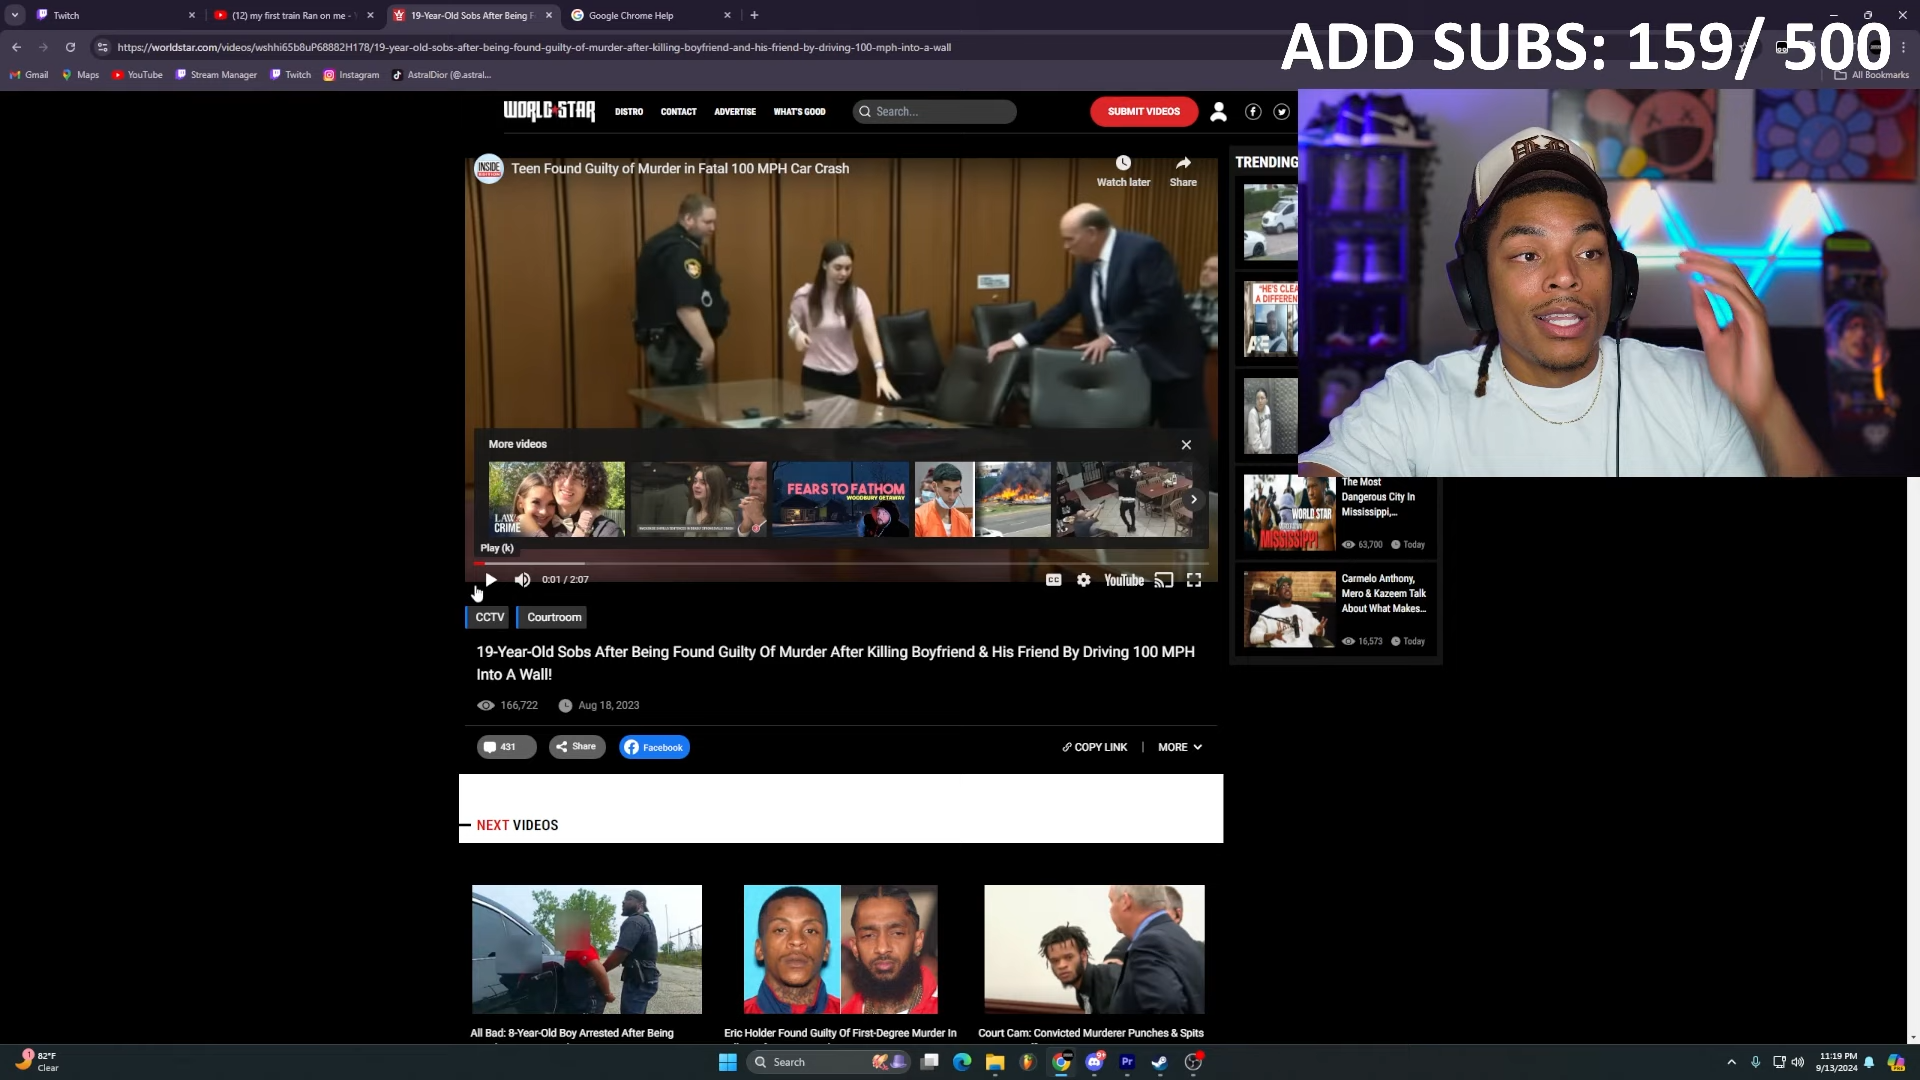 Twitch
(12) my first train Ran on me -
19-Year-Old Sobs After Being F
Google Chrome Help
https://worldstar.com/videos/wshhi65b8uP68882H178/19-year-old-sobs-after-being-found-guilty-of-murder-after-killing-boyfriend-and-his-friend-by-driving-100-mph-into-a-wall
ADD SUBS: 159/ 500
Gmail
Maps
YouTube
Stream Manager
Twitch
Instagram
AstralDior (@.astral...
All Bookmarks
WORLD STAR
DISTRO
CONTACT
ADVERTISE
WHAT'S GOOD
Search...
SUBMIT VIDEOS
INSIDE EDITION
Teen Found Guilty of Murder in Fatal 100 MPH Car Crash
Watch later
Share
TRENDING
"HE'S CLEA
A DIFFEREN
More videos
LAW&CRIME
FEARS TO FATHOM
WOODBURY GETAWAY
Play (k)
0:01 / 2:07
CC
YouTube
WORLD STAR
MISSISSIPPI
The Most
Dangerous City In
Mississippi,...
63,700
Today
Carmelo Anthony,
Mero & Kazeem Talk
About What Makes...
16,573
Today
CCTV
Courtroom
19-Year-Old Sobs After Being Found Guilty Of Murder After Killing Boyfriend & His Friend By Driving 100 MPH
Into A Wall!
166,722
Aug 18, 2023
431
Share
Facebook
COPY LINK
|
MORE
NEXT VIDEOS
All Bad: 8-Year-Old Boy Arrested After Being
Eric Holder Found Guilty Of First-Degree Murder In
Court Cam: Convicted Murderer Punches & Spits
82°F
Clear
Search
11:19 PM
9/13/2024